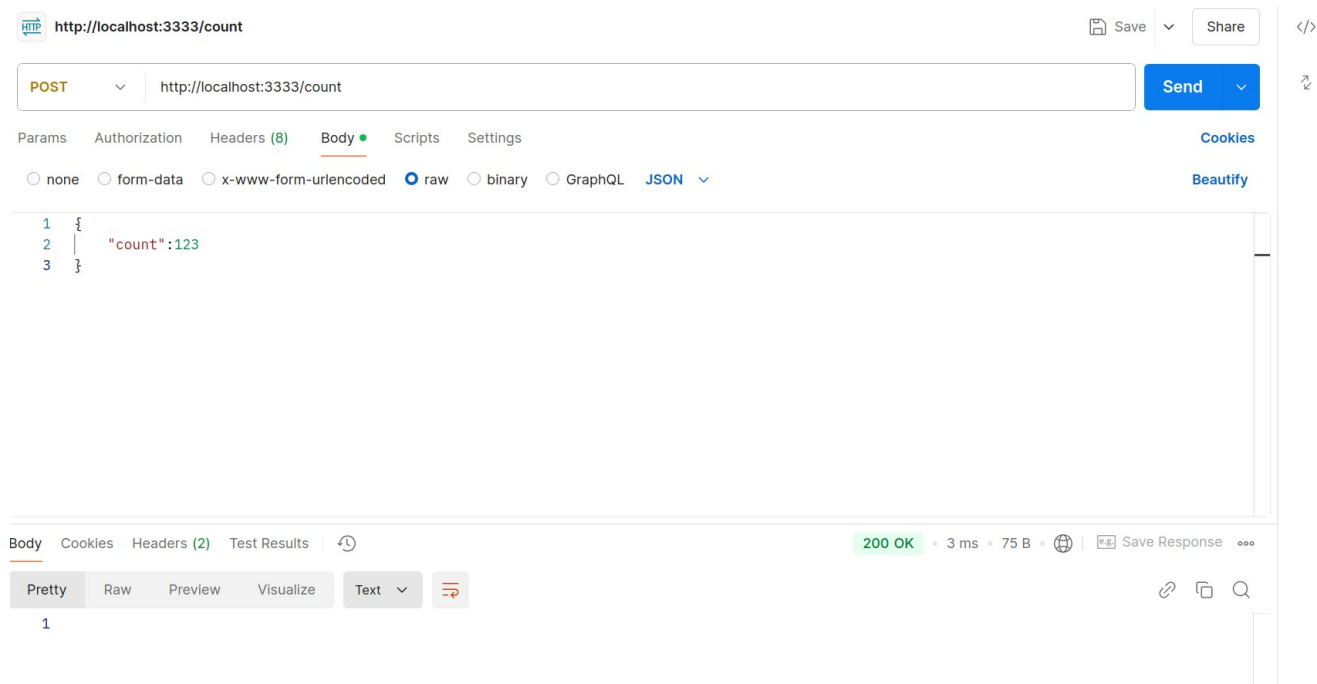 HTTP http://localhost:3333/count Save Share </>
POST http://localhost:3333/count Send
Params Authorization Headers (8) Body Scripts Settings Cookies
none form-data x-www-form-urlencoded raw binary GraphQL JSON Beautify
1 {
2 "count":123
3 }
Body Cookies Headers (2) Test Results 200 OK 3 ms 75 B e.g. Save Response
Pretty Raw Preview Visualize Text
1